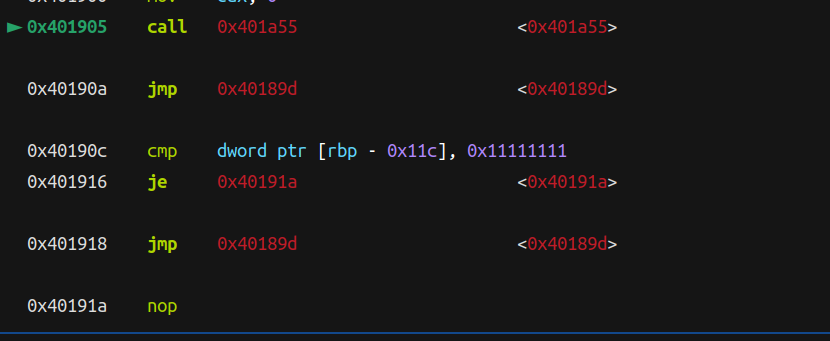 ► 0x401905 call 0x401a55 <0x401a55>
0x40190a jmp 0x40189d <0x40189d>
0x40190c cmp dword ptr [rbp - 0x11c], 0x11111111
0x401916 je 0x40191a <0x40191a>
0x401918 jmp 0x40189d <0x40189d>
0x40191a nop